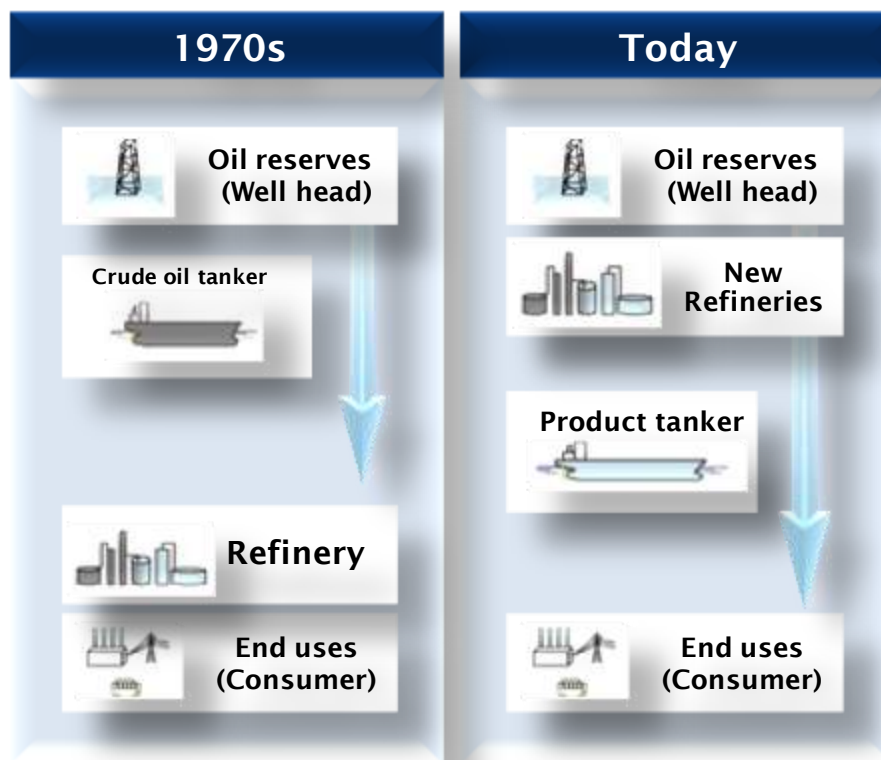 1970s
Oil reserves
(Well head)
Crude oil tanker
Refinery
End uses
(Consumer)
Today
Oil reserves
(Well head)
New
Refineries
Product tanker
End uses
(Consumer)